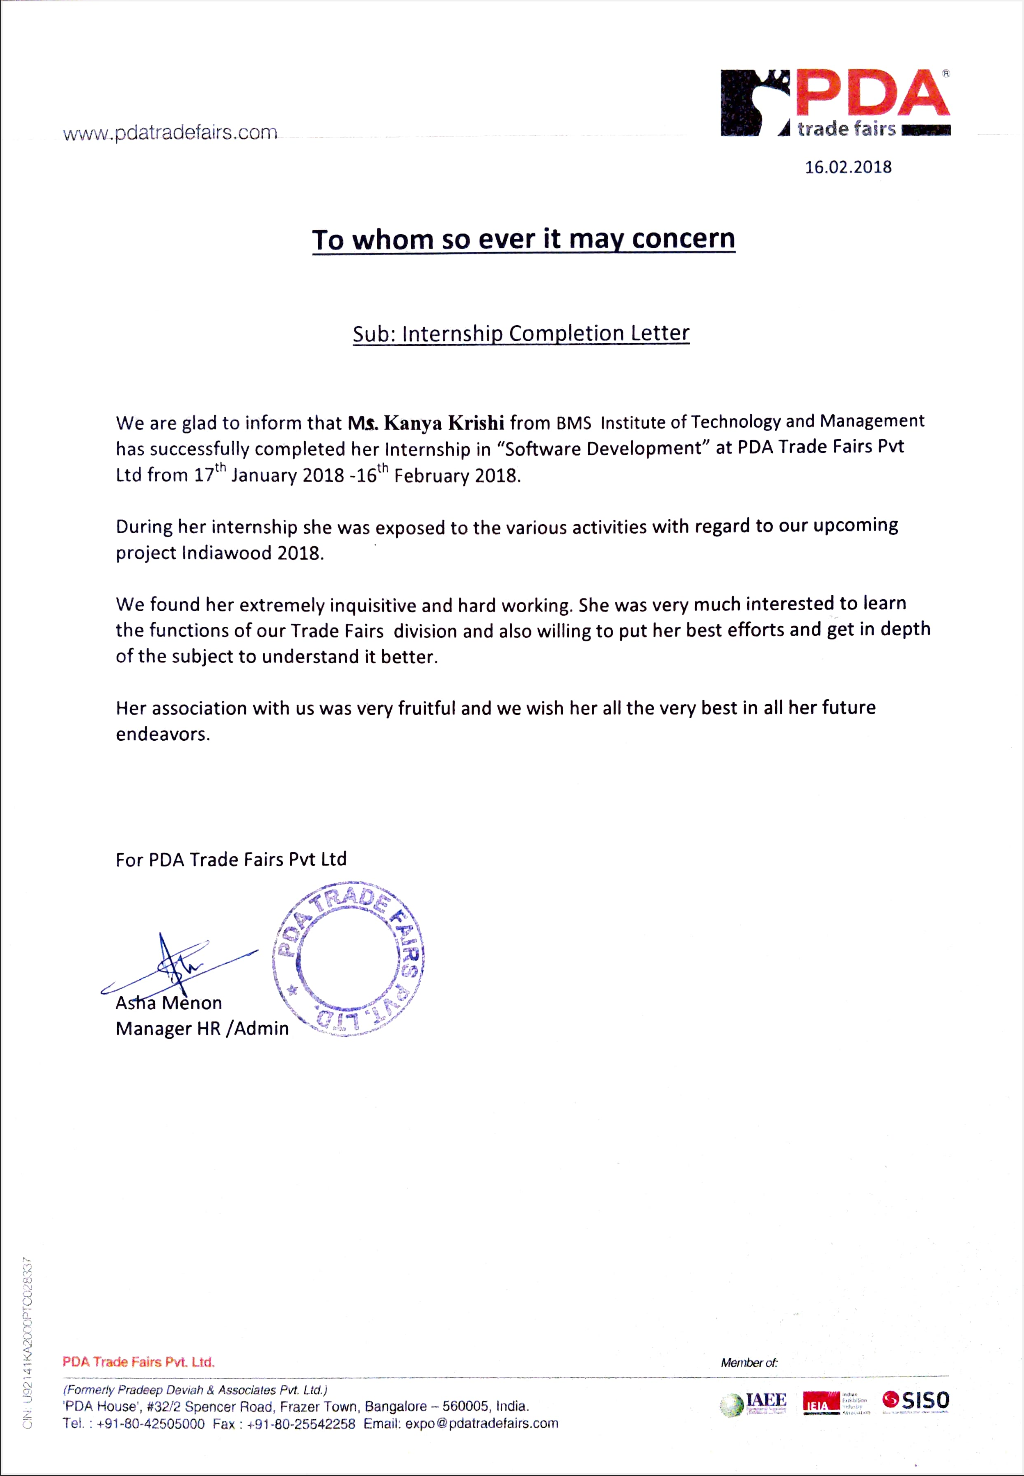 www.pdatradefairs.com
PDA®
trade fairs
16.02.2018
To whom so ever it may concern
Sub: Internship Completion Letter
We are glad to inform that Ms. Kanya Krishi from BMS Institute of Technology and Management
has successfully completed her Internship in “Software Development” at PDA Trade Fairs Pvt
Ltd from 17th January 2018 -16th February 2018.
During her internship she was exposed to the various activities with regard to our upcoming
project Indiawood 2018.
We found her extremely inquisitive and hard working. She was very much interested to learn
the functions of our Trade Fairs division and also willing to put her best efforts and get in depth
of the subject to understand it better.
Her association with us was very fruitful and we wish her all the very best in all her future
endeavors.
For PDA Trade Fairs Pvt Ltd
PDA TRADE FAIRS PVT. LTD.
Asha Menon
Manager HR /Admin
CIN: U92141KA2000PTC028337
PDA Trade Fairs Pvt. Ltd.
Member of:
(Formerly Pradeep Deviah & Associates Pvt. Ltd.)
'PDA House', #32/2 Spencer Road, Frazer Town, Bangalore – 560005, India.
Tel. : +91-80-42505000 Fax : +91-80-25542258 Email: expo@pdatradefairs.com
IAEE
IEIA
SISO